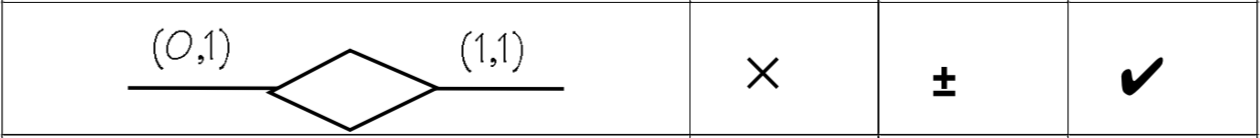 (0,1) (1,1) × ± ✔